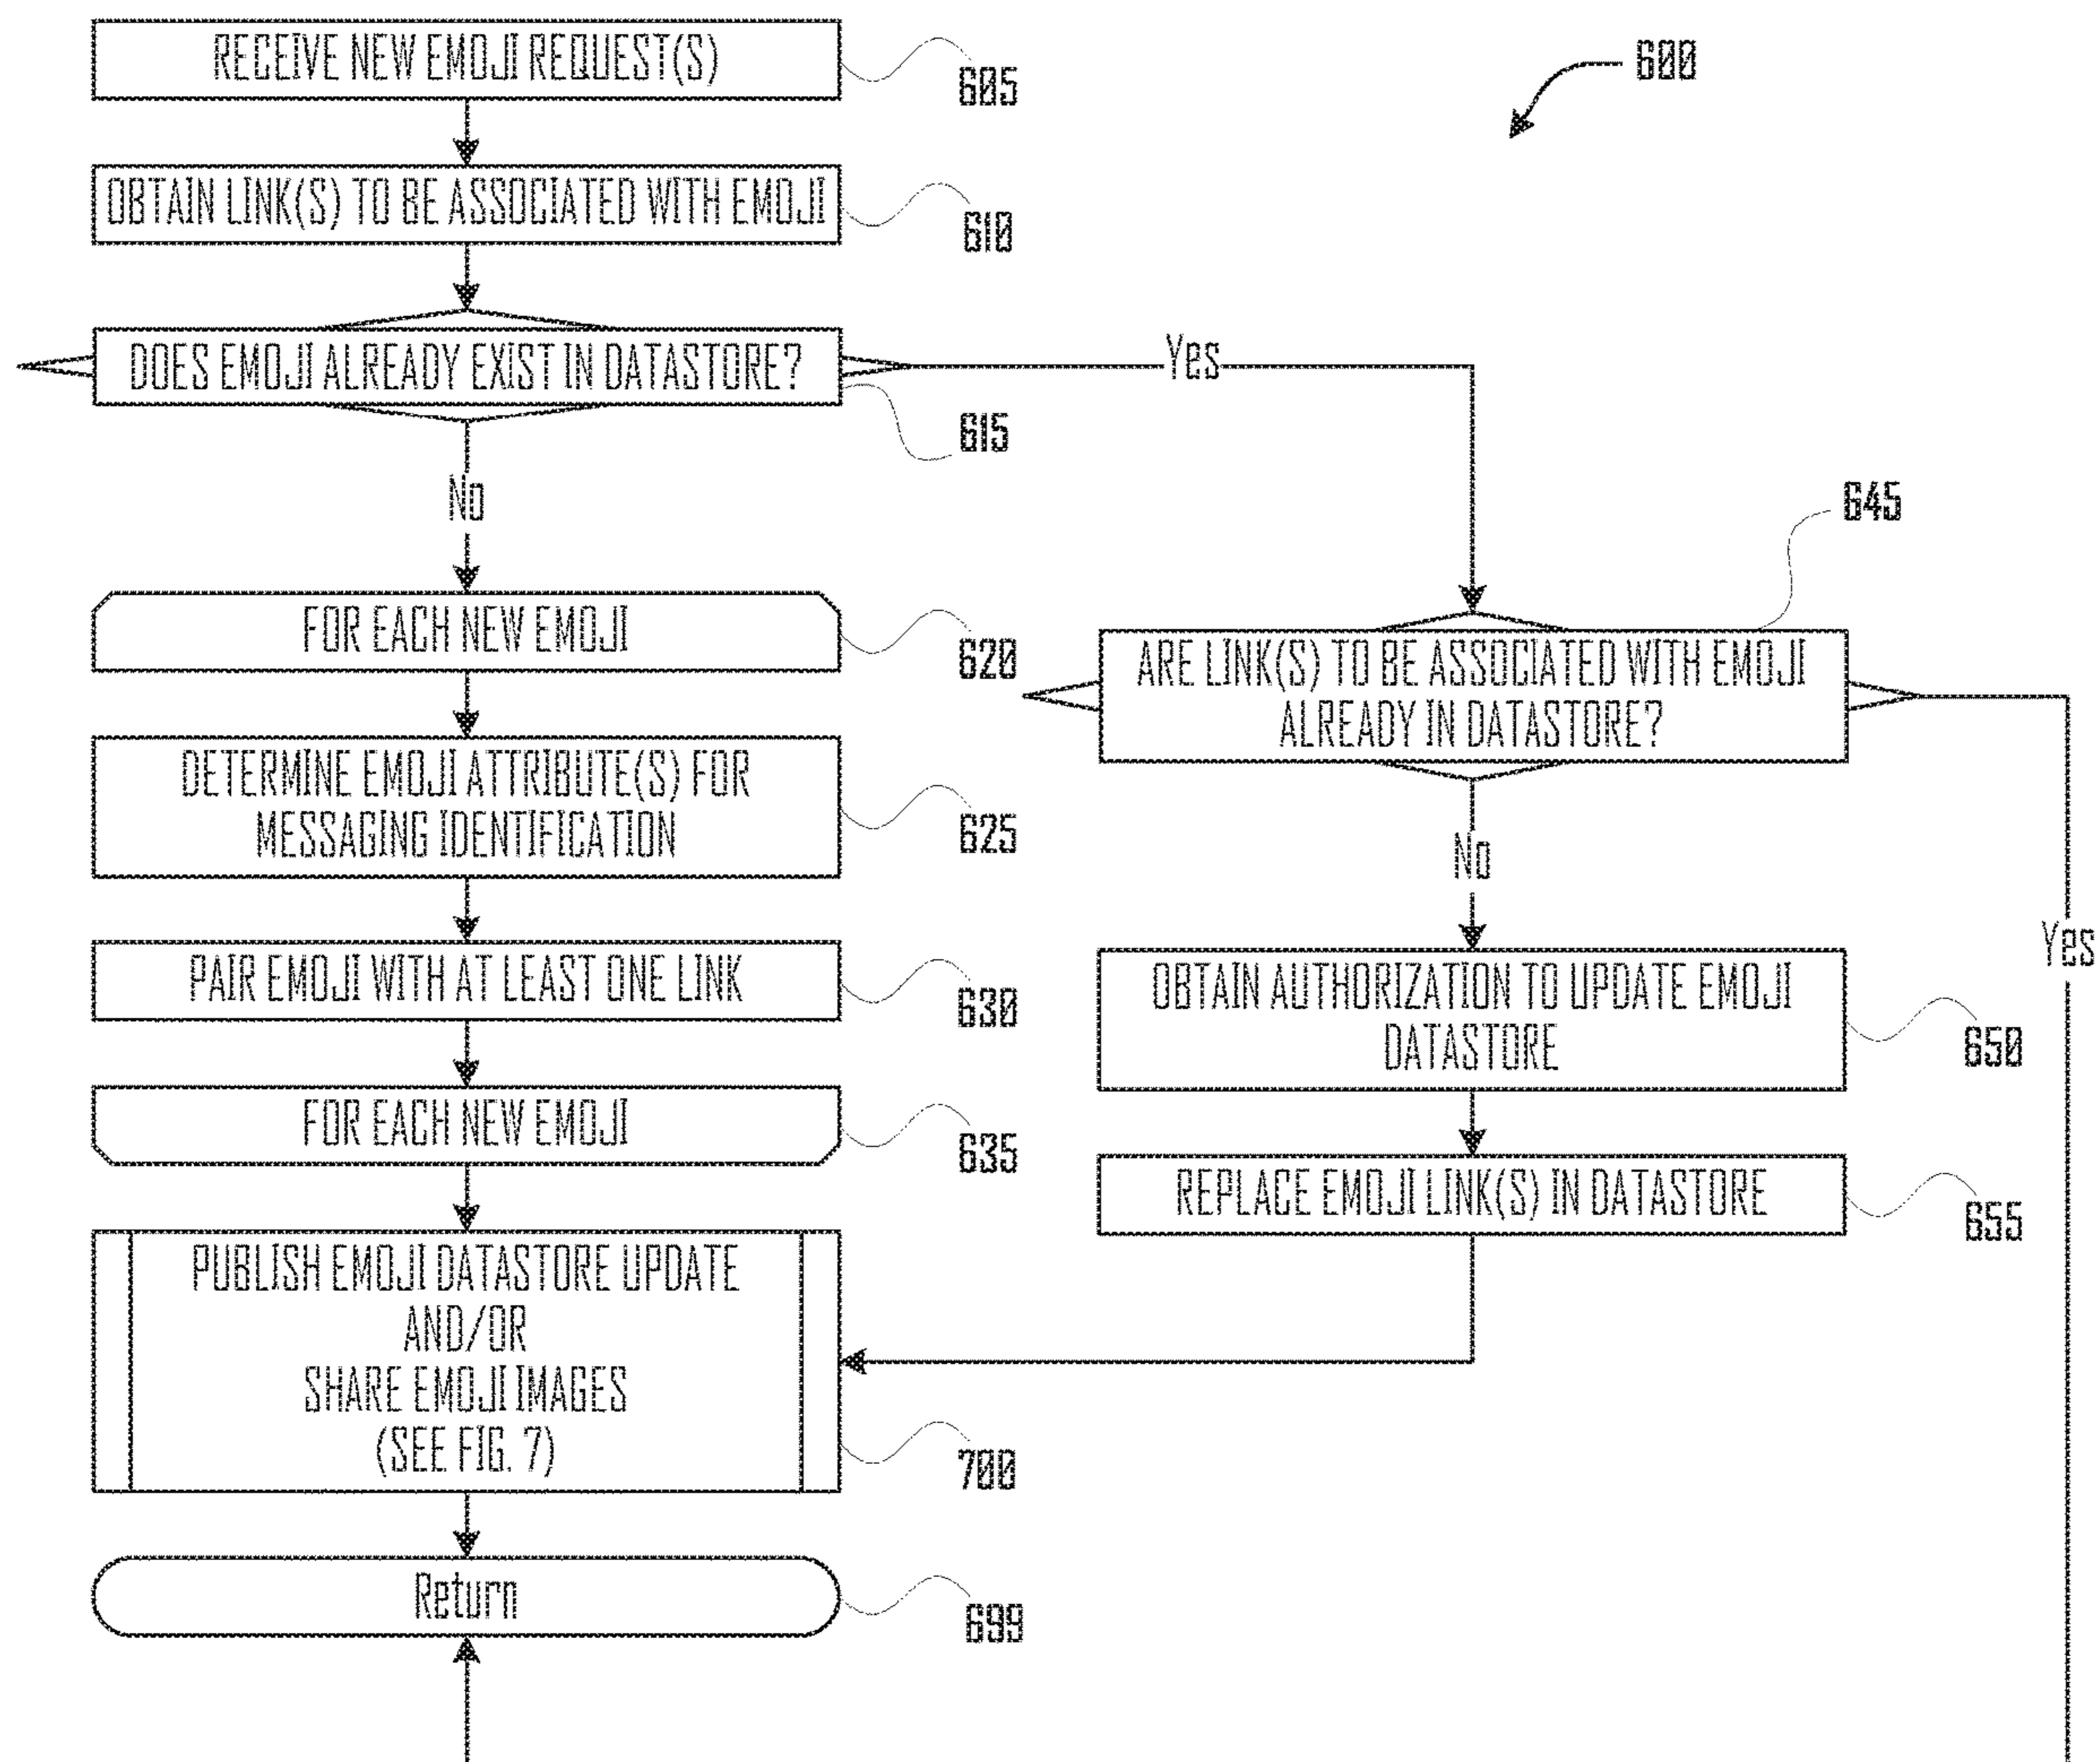 RECEIVE NEW EMOJI REQUEST(S)
605
600
OBTAIN LINK(S) TO BE ASSOCIATED WITH EMOJI
610
DOES EMOJI ALREADY EXIST IN DATASTORE?
615
Yes
No
FOR EACH NEW EMOJI
620
DETERMINE EMOJI ATTRIBUTE(S) FOR
MESSAGING IDENTIFICATION
625
PAIR EMOJI WITH AT LEAST ONE LINK
630
FOR EACH NEW EMOJI
635
645
ARE LINK(S) TO BE ASSOCIATED WITH EMOJI
ALREADY IN DATASTORE?
No
Yes
OBTAIN AUTHORIZATION TO UPDATE EMOJI
DATASTORE
650
REPLACE EMOJI LINK(S) IN DATASTORE
655
PUBLISH EMOJI DATASTORE UPDATE
AND/OR
SHARE EMOJI IMAGES
(SEE FIG. 7)
700
Return
699